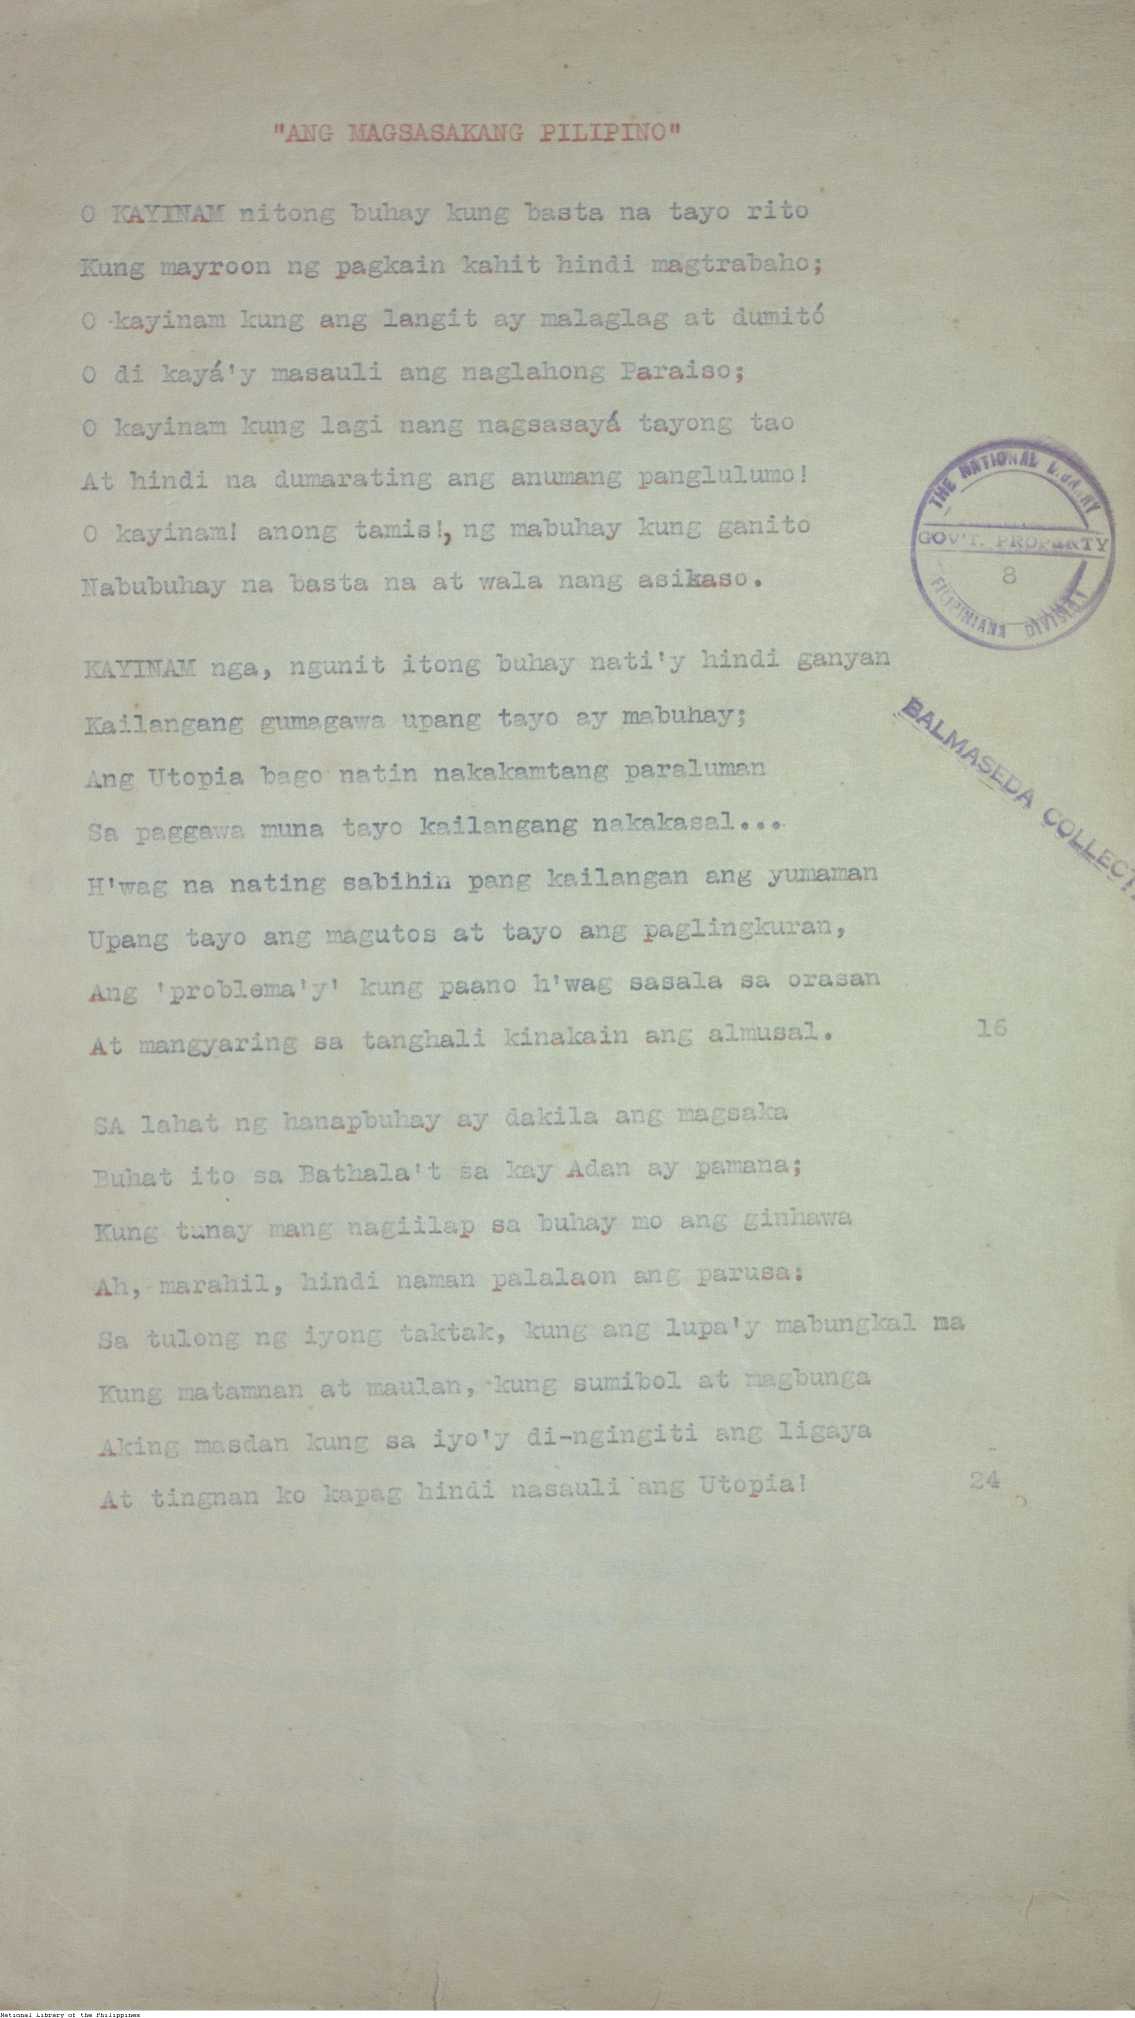 "ANG MAGSASAKANG PILIPINO"
O KAYINAM nitong buhay kung basta na tayo rito
Kung mayroon ng pagkain kahit hindi magtrabaho;
O kayinam kung ang langit ay malaglag at dumitó
O di kayá'y masauli ang naglahong Paraiso;
O kayinam kung lagi nang nagsasayá tayong tao
At hindi na dumarating ang anumang panglulumo!
O kayinam! anong tamis!, ng mabuhay kung ganito
Nabubuhay na basta na at wala nang asikaso.
THE NATIONAL LIBRARY
GOV'T. PROPERTY
8
FILIPINIANA DIVISION
KAYINAM nga, ngunit itong buhay nati'y hindi ganyan
Kailangang gumagawa upang tayo ay mabuhay;
Ang Utopia bago natin nakakamtang paraluman
Sa paggawa muna tayo kailangang nakakasal...
BALMASEDA COLLECTI
H'wag na nating sabihin pang kailangan ang yumaman
Upang tayo ang magutos at tayo ang paglingkuran,
Ang 'problema'y' kung paano h'wag sasala sa orasan
At mangyaring sa tanghali kinakain ang almusal. 16
SA lahat ng hanapbuhay ay dakila ang magsaka
Buhat ito sa Bathala't sa kay Adan ay pamana;
Kung tunay mang nagiilap sa buhay mo ang ginhawa
Ah, marahil, hindi naman palalaon ang parusa:
Sa tulong ng iyong taktak, kung ang lupa'y mabungkal ma
Kung matamnan at maulan, kung sumibol at magbunga
Aking masdan kung sa iyo'y di-ngingiti ang ligaya
At tingnan ko kapag hindi nasauli ang Utopia! 24
National Library of the Philippines